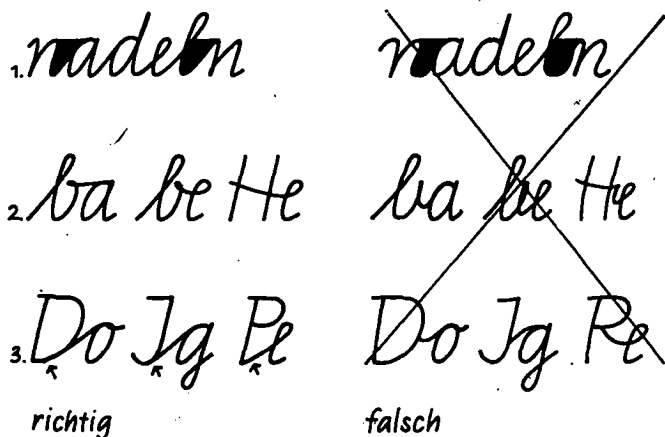 1. nadeln nadeln
2. ba be He ba be He
3. Do Jg Pe Do Jg Pe
richtig falsch